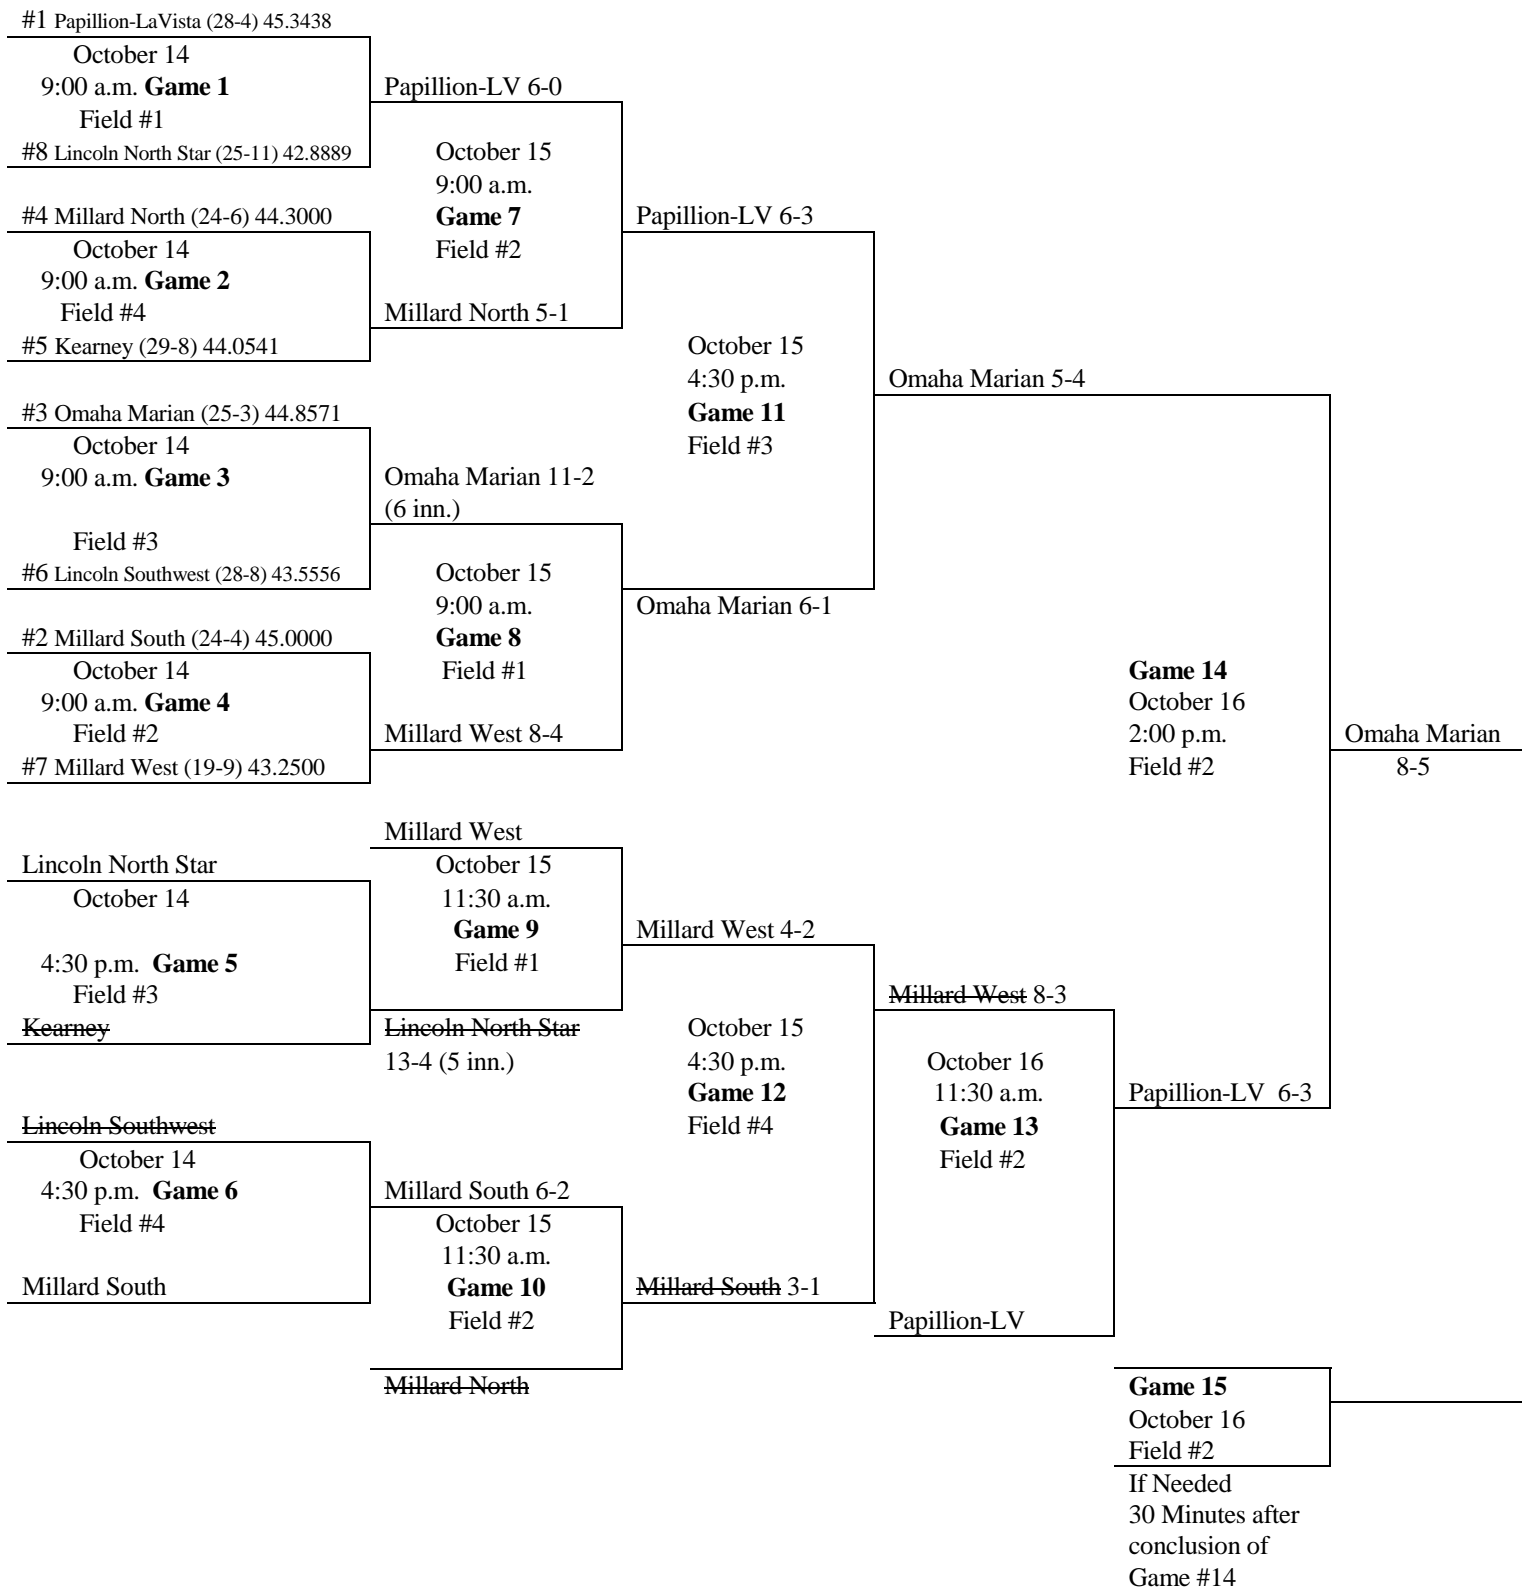 #1 Papillion-LaVista (28-4) 45.3438
October 14
9:00 a.m. Game 1
Field #1
#8 Lincoln North Star (25-11) 42.8889
#4 Millard North (24-6) 44.3000
October 14
9:00 a.m. Game 2
Field #4
#5 Kearney (29-8) 44.0541
#3 Omaha Marian (25-3) 44.8571
October 14
9:00 a.m. Game 3
Field #3
#6 Lincoln Southwest (28-8) 43.5556
#2 Millard South (24-4) 45.0000
October 14
9:00 a.m. Game 4
Field #2
#7 Millard West (19-9) 43.2500
Lincoln North Star
October 14
4:30 p.m. Game 5
Field #3
Kearney
Lincoln Southwest
October 14
4:30 p.m. Game 6
Field #4
Millard South
Papillion-LV 6-0
October 15
9:00 a.m.
Game 7
Field #2
Millard North 5-1
Omaha Marian 11-2
(6 inn.)
October 15
9:00 a.m.
Game 8
Field #1
Millard West 8-4
Millard West
October 15
11:30 a.m.
Game 9
Field #1
Lincoln North Star
13-4 (5 inn.)
Millard South 6-2
October 15
11:30 a.m.
Game 10
Field #2
Millard North
Papillion-LV 6-3
October 15
4:30 p.m.
Game 11
Field #3
Omaha Marian 6-1
Millard West 4-2
October 15
4:30 p.m.
Game 12
Field #4
Millard South 3-1
Omaha Marian 5-4
Millard West 8-3
October 16
11:30 a.m.
Game 13
Field #2
Papillion-LV
Game 14
October 16
2:00 p.m.
Field #2
Papillion-LV 6-3
Omaha Marian
8-5
Game 15
October 16
Field #2
If Needed
30 Minutes after
conclusion of
Game #14